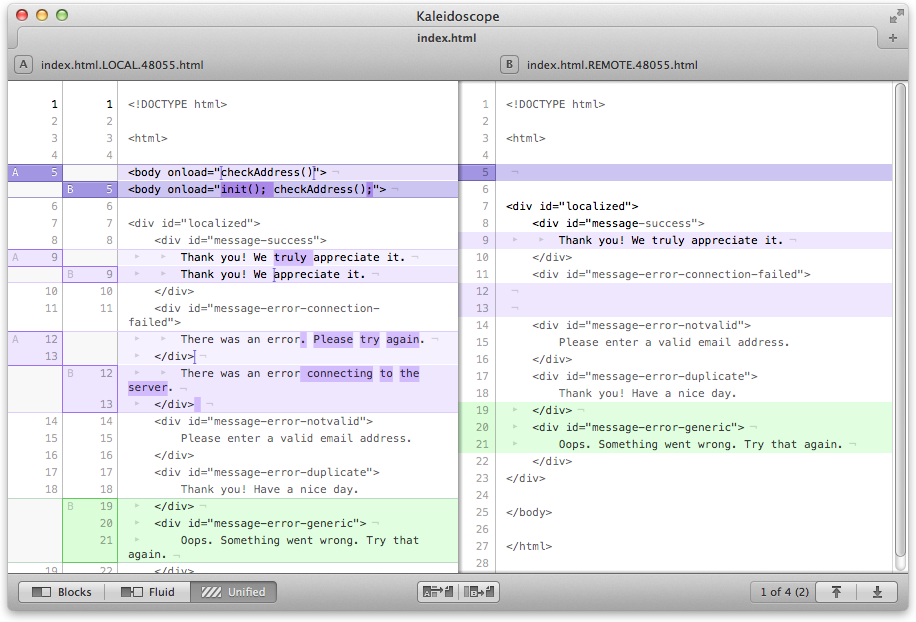 Kaleidoscope
index.html
+
A index.html.LOCAL.48055.html
B index.html.REMOTE.48055.html
1 1 <!DOCTYPE html>
2 2
3 3 <html>
4 4
A 5 <body onload="checkAddress()">
B 5 <body onload="init(); checkAddress();">
6 6
7 7 <div id="localized">
8 8 <div id="message-success">
A 9 Thank you! We truly appreciate it.
B 9 Thank you! We appreciate it.
10 10 </div>
11 11 <div id="message-error-connection-
failed">
A 12 There was an error. Please try again.
13 </div>
B 12 There was an error connecting to the
server.
13 </div>
14 14 <div id="message-error-notvalid">
15 15 Please enter a valid email address.
16 16 </div>
17 17 <div id="message-error-duplicate">
18 18 Thank you! Have a nice day.
B 19 </div>
20 <div id="message-error-generic">
21 Oops. Something went wrong. Try that
again.
19 22 </div>
1 <!DOCTYPE html>
2
3 <html>
4
5
6
7 <div id="localized">
8 <div id="message-success">
9 Thank you! We truly appreciate it.
10 </div>
11 <div id="message-error-connection-failed">
12
13
14 <div id="message-error-notvalid">
15 Please enter a valid email address.
16 </div>
17 <div id="message-error-duplicate">
18 Thank you! Have a nice day.
19 </div>
20 <div id="message-error-generic">
21 Oops. Something went wrong. Try that again.
22 </div>
23 </div>
24
25 </body>
26
27 </html>
28
Blocks Fluid Unified
A B
1 of 4 (2)